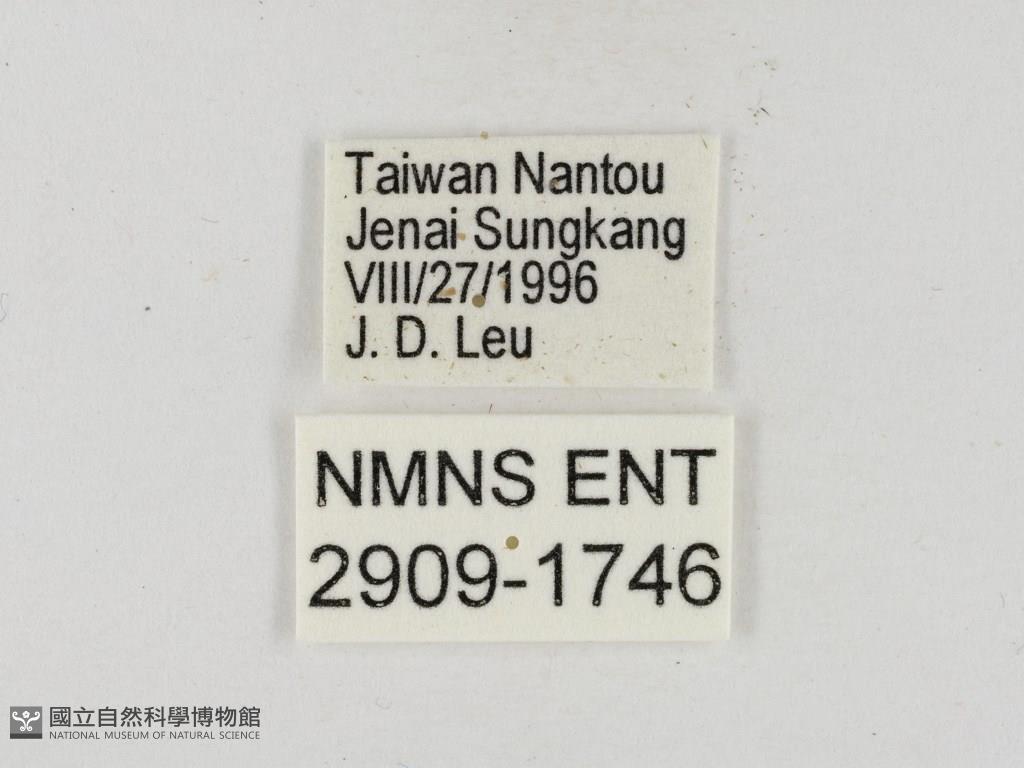 Taiwan Nantou
Jenai Sungkang
VIII/27/1996
J. D. Leu
NMNS ENT
2909-1746
國立自然科學博物館
NATIONAL MUSEUM OF NATURAL SCIENCE